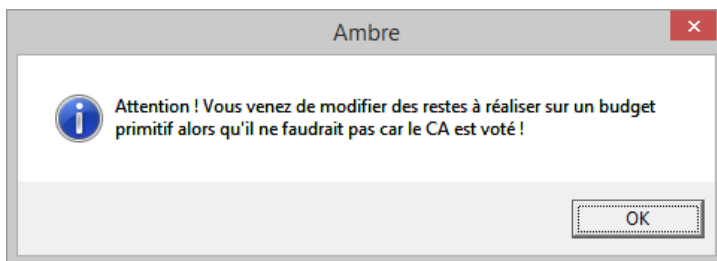 Ambre
Attention ! Vous venez de modifier des restes à réaliser sur un budget
primitif alors qu'il ne faudrait pas car le CA est voté !
OK